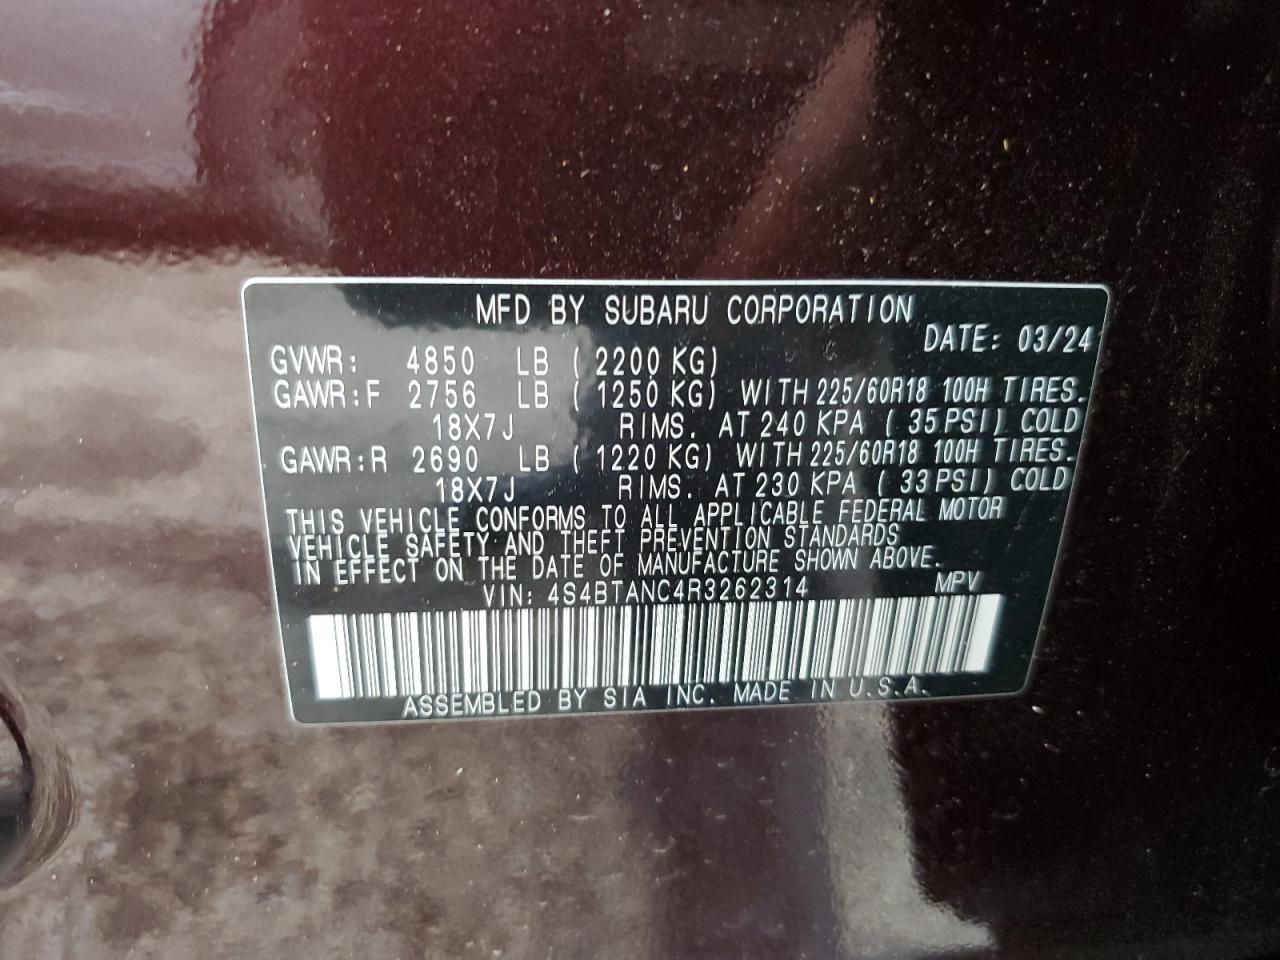 MFD BY SUBARU CORPORATION
DATE: 03/24
GVWR: 4850 LB ( 2200 KG)
GAWR:F 2756 LB ( 1250 KG) WITH 225/60R18 100H TIRES.
18X7J RIMS. AT 240 KPA ( 35 PSI) COLD
GAWR:R 2690 LB ( 1220 KG) WITH 225/60R18 100H TIRES.
18X7J RIMS. AT 230 KPA ( 33 PSI) COLD
THIS VEHICLE CONFORMS TO ALL APPLICABLE FEDERAL MOTOR
VEHICLE SAFETY AND THEFT PREVENTION STANDARDS
IN EFFECT ON THE DATE OF MANUFACTURE SHOWN ABOVE.
VIN: 4S4BTANC4R3262314 MPV
ASSEMBLED BY SIA INC. MADE IN U.S.A.